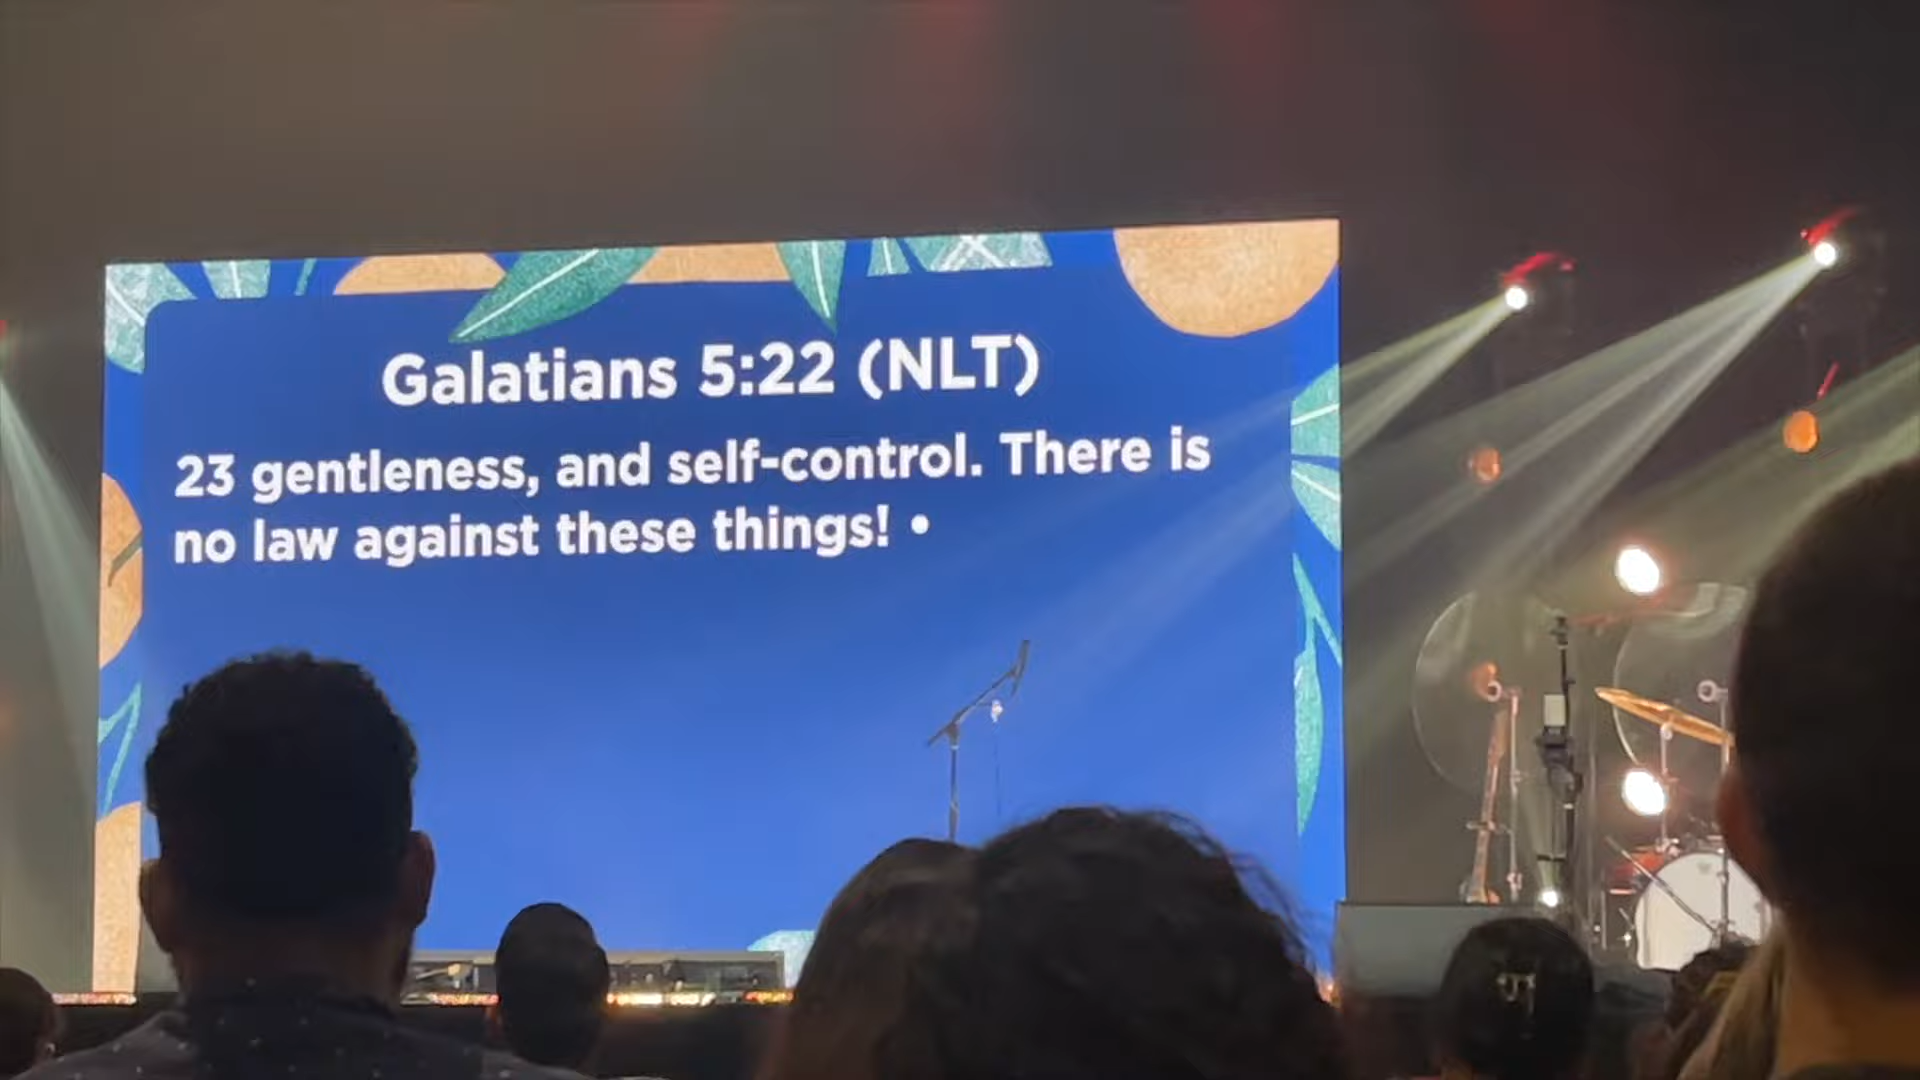 Galatians 5:22 (NLT)
23 gentleness, and self-control. There is
no law against these things! •